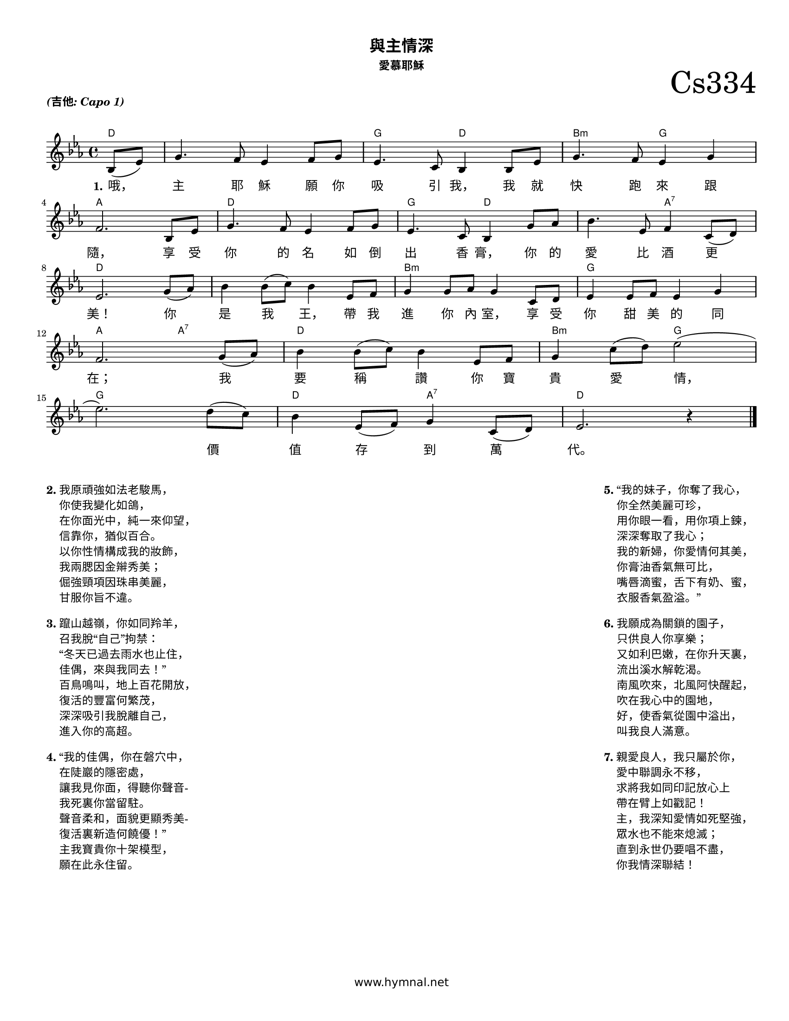 與主情深
愛慕耶穌
Cs334
(吉他: Capo 1)
D G D Bm G
1. 哦， 主 耶 穌 願 你 吸 引 我， 我 就 快 跑 來 跟
4 A D G D A7
隨， 享 受 你 的 名 如 倒 出 香 膏， 你 的 愛 比 酒 更
8 D Bm G
美！ 你 是 我 王， 帶 我 進 你 內 室， 享 受 你 甜 美 的 同
12 A A7 D Bm G
在； 我 要 稱 讚 你 寶 貴 愛 情，
15 G D A7 D
價 值 存 到 萬 代。
2. 我原頑強如法老駿馬，
你使我變化如鴿，
在你面光中，純一來仰望，
信靠你，猶似百合。
以你性情構成我的妝飾，
我兩腮因金辮秀美；
倔強頸項因珠串美麗，
甘服你旨不違。
3. 躥山越嶺，你如同羚羊，
召我脫“自己”拘禁：
“冬天已過去雨水也止住，
佳偶，來與我同去！”
百鳥鳴叫，地上百花開放，
復活的豐富何繁茂，
深深吸引我脫離自己，
進入你的高超。
4. “我的佳偶，你在磐穴中，
在陡巖的隱密處，
讓我見你面，得聽你聲音-
我死裏你當留駐。
聲音柔和，面貌更顯秀美-
復活裏新造何饒優！”
主我寶貴你十架模型，
願在此永住留。
5. “我的妹子，你奪了我心，
你全然美麗可珍，
用你眼一看，用你項上鍊，
深深奪取了我心；
我的新婦，你愛情何其美，
你膏油香氣無可比，
嘴唇滴蜜，舌下有奶、蜜，
衣服香氣盈溢。”
6. 我願成為關鎖的園子，
只供良人你享樂；
又如利巴嫩，在你升天裏，
流出溪水解乾渴。
南風吹來，北風阿快醒起，
吹在我心中的園地，
好，使香氣從園中溢出，
叫我良人滿意。
7. 親愛良人，我只屬於你，
愛中聯調永不移，
求將我如同印記放心上
帶在臂上如戳記！
主，我深知愛情如死堅強，
眾水也不能來熄滅；
直到永世仍要唱不盡，
你我情深聯結！
www.hymnal.net